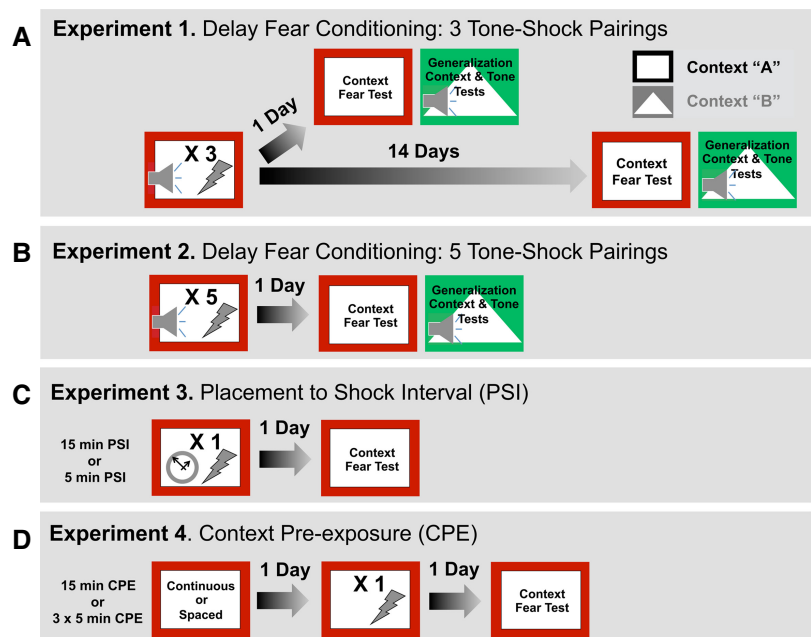 A
Experiment 1. Delay Fear Conditioning: 3 Tone-Shock Pairings
Context
Fear Test
Generalization
Context & Tone
Tests
Context “A”
Context “B”
1 Day
X 3
14 Days
Context
Fear Test
Generalization
Context & Tone
Tests
B
Experiment 2. Delay Fear Conditioning: 5 Tone-Shock Pairings
X 5
1 Day
Context
Fear Test
Generalization
Context & Tone
Tests
C
Experiment 3. Placement to Shock Interval (PSI)
15 min PSI
or
5 min PSI
X 1
1 Day
Context
Fear Test
D
Experiment 4. Context Pre-exposure (CPE)
15 min CPE
or
3 x 5 min CPE
Continuous
or
Spaced
1 Day
X 1
1 Day
Context
Fear Test